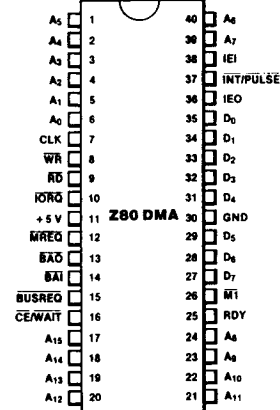 A5 1 40 A6
A4 2 39 A7
A3 3 38 IEI
A2 4 37 INT/PULSE
A1 5 36 IEO
A0 6 35 D0
CLK 7 34 D1
WR 8 33 D2
RD 9 32 D3
IORQ 10 31 D4
+5 V 11 Z80 DMA 30 GND
MREQ 12 29 D5
BAO 13 28 D6
BAI 14 27 D7
BUSREQ 15 26 M1
CE/WAIT 16 25 RDY
A15 17 24 A8
A14 18 23 A9
A13 19 22 A10
A12 20 21 A11